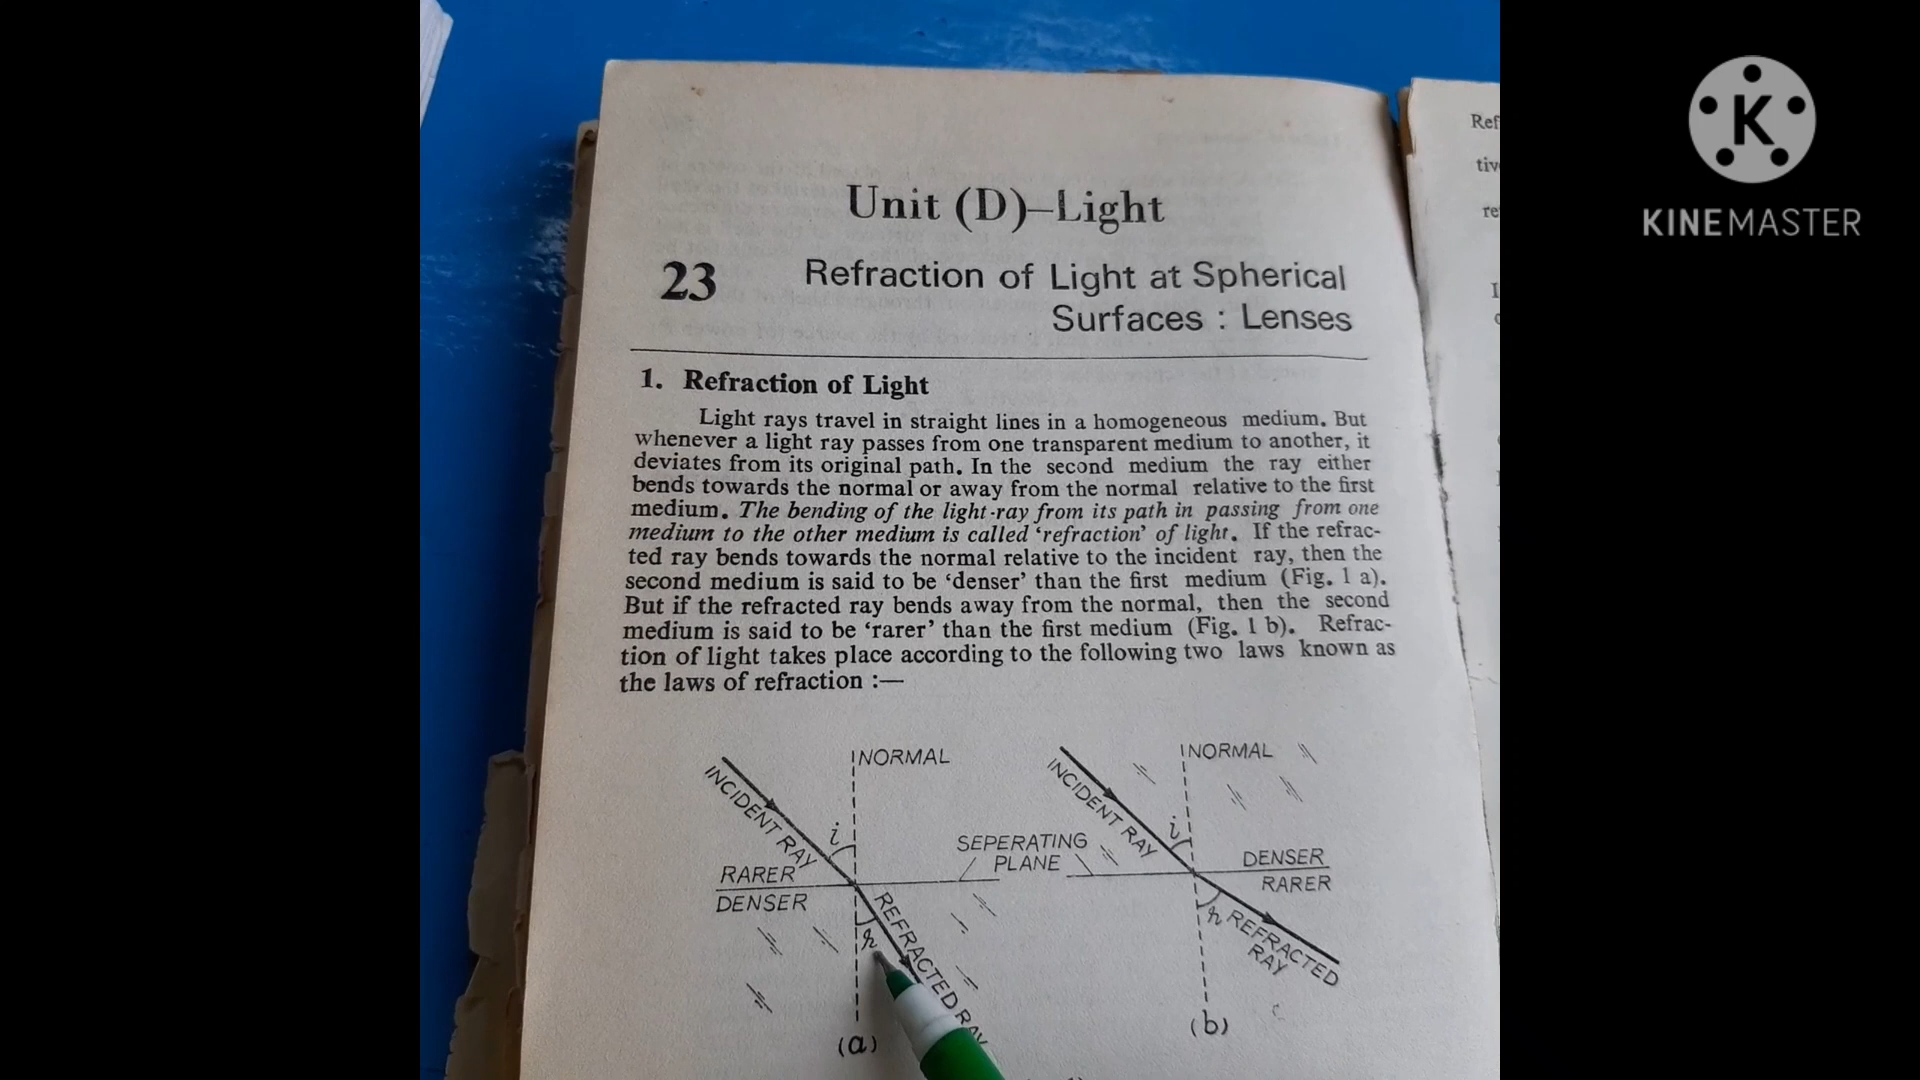 Unit (D)–Light
23 Refraction of Light at Spherical
Surfaces : Lenses
1. Refraction of Light
Light rays travel in straight lines in a homogeneous medium. But
whenever a light ray passes from one transparent medium to another, it
deviates from its original path. In the second medium the ray either
bends towards the normal or away from the normal relative to the first
medium. The bending of the light-ray from its path in passing from one
medium to the other medium is called ‘refraction’ of light. If the refrac-
ted ray bends towards the normal relative to the incident ray, then the
second medium is said to be ‘denser’ than the first medium (Fig. 1 a).
But if the refracted ray bends away from the normal, then the second
medium is said to be ‘rarer’ than the first medium (Fig. 1 b). Refrac-
tion of light takes place according to the following two laws known as
the laws of refraction :—
NORMAL
INCIDENT RAY
i
RARER
DENSER
r
REFRACTED RAY
(a)
SEPERATING
PLANE
NORMAL
INCIDENT RAY
i
DENSER
RARER
r
REFRACTED
RAY
(b)
Ref
tiv
re
KINEMASTER